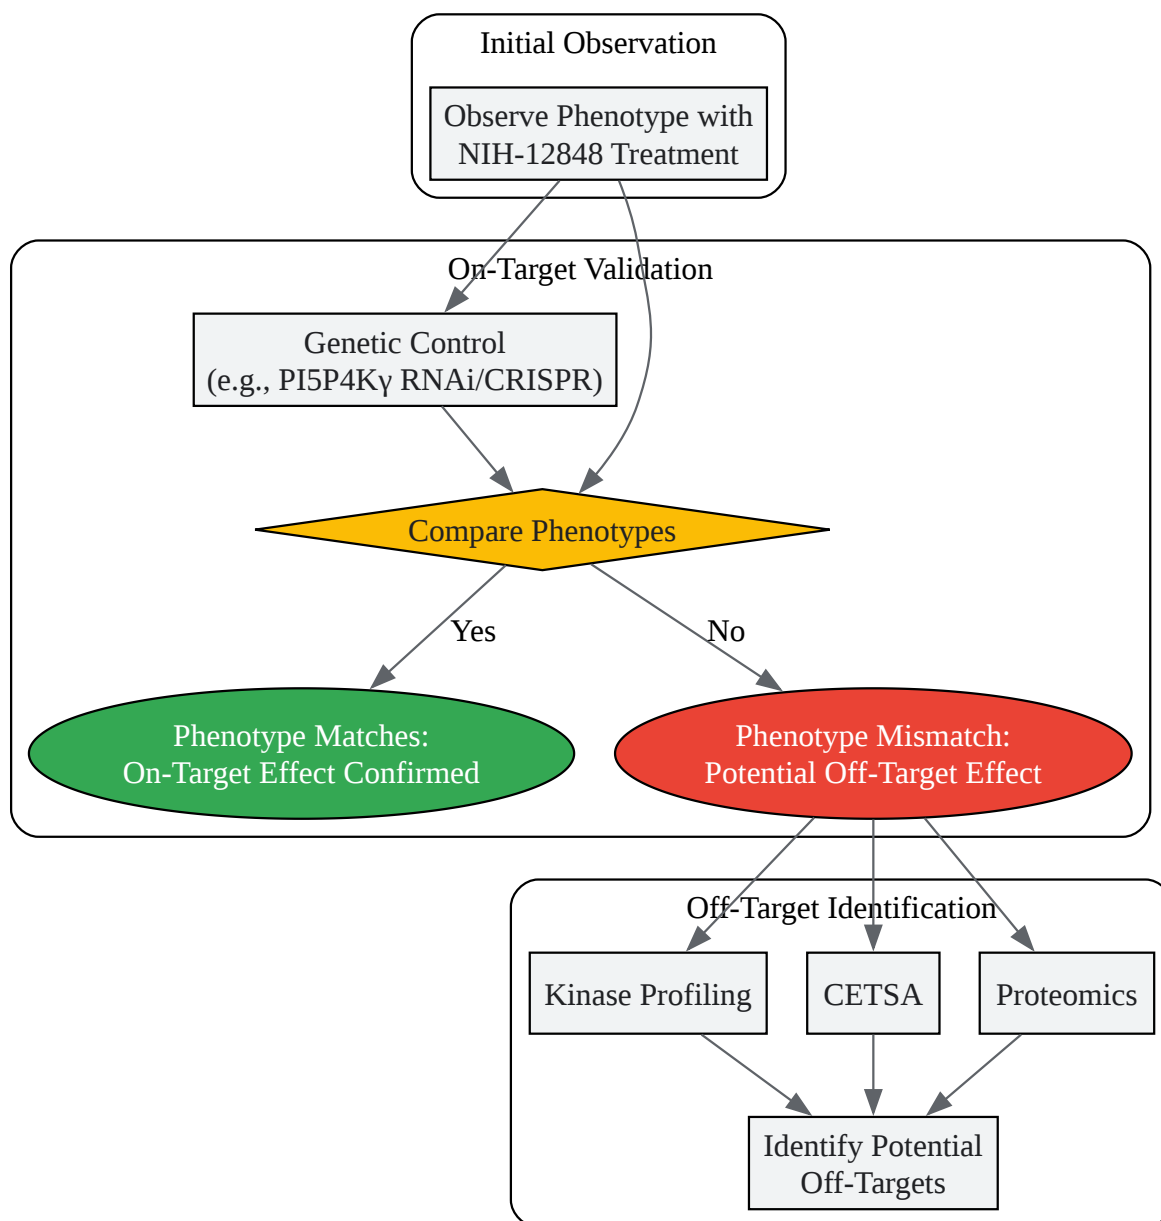 Initial Observation
Observe Phenotype with
NIH-12848 Treatment
On-Target Validation
Genetic Control
(e.g., PI5P4Kγ RNAi/CRISPR)
Compare Phenotypes
Yes
No
Phenotype Matches:
On-Target Effect Confirmed
Phenotype Mismatch:
Potential Off-Target Effect
Off-Target Identification
Kinase Profiling
CETSA
Proteomics
Identify Potential
Off-Targets